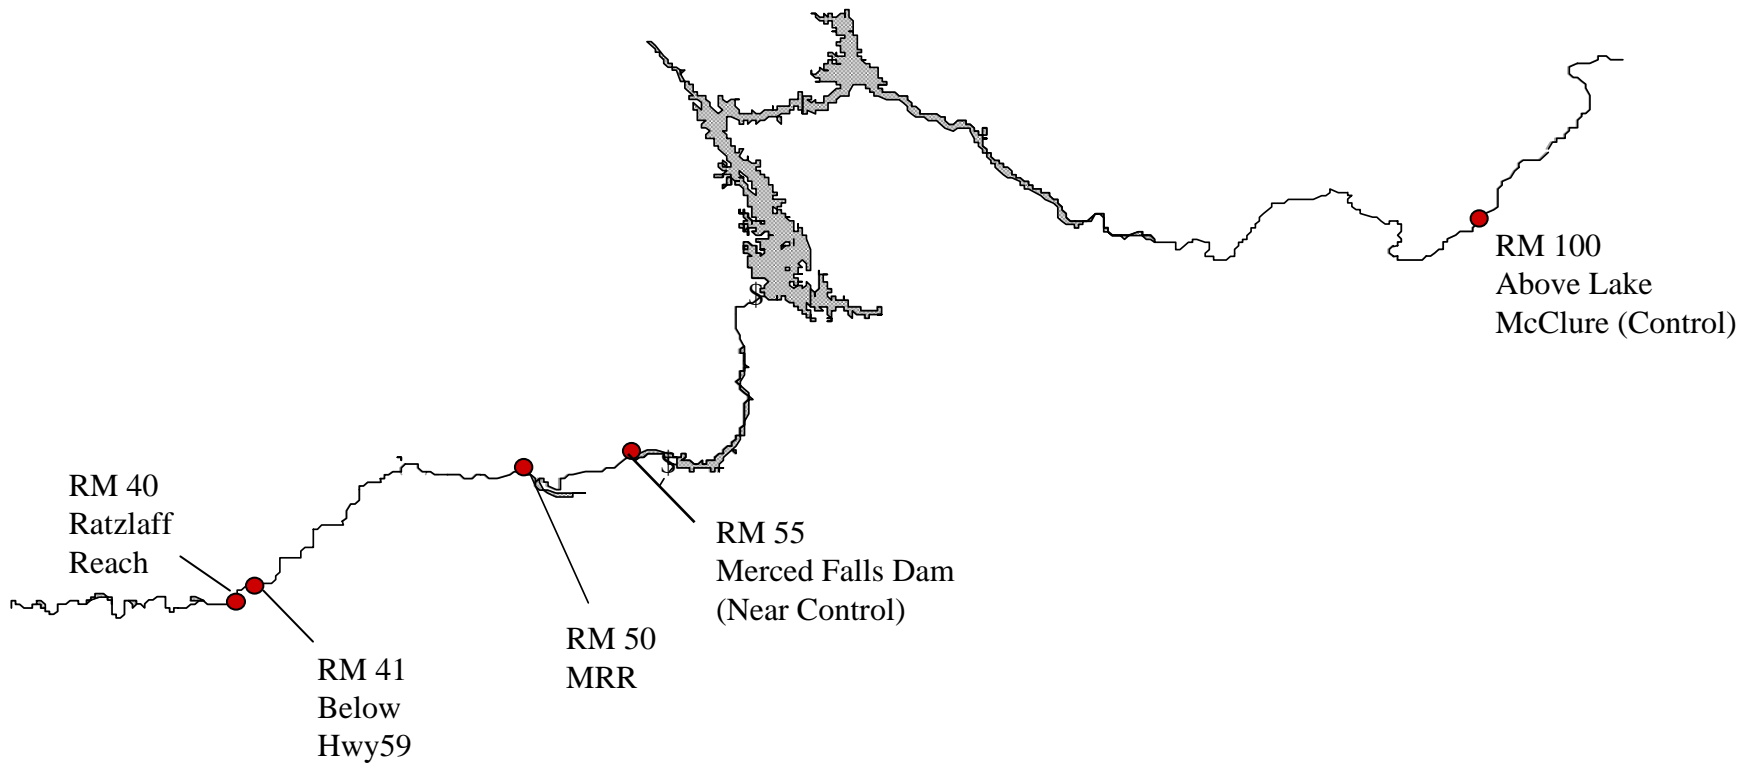 RM 100
Above Lake
McClure (Control)
RM 40
Ratzlaff
Reach
RM 55
Merced Falls Dam
(Near Control)
RM 50
MRR
RM 41
Below
Hwy59